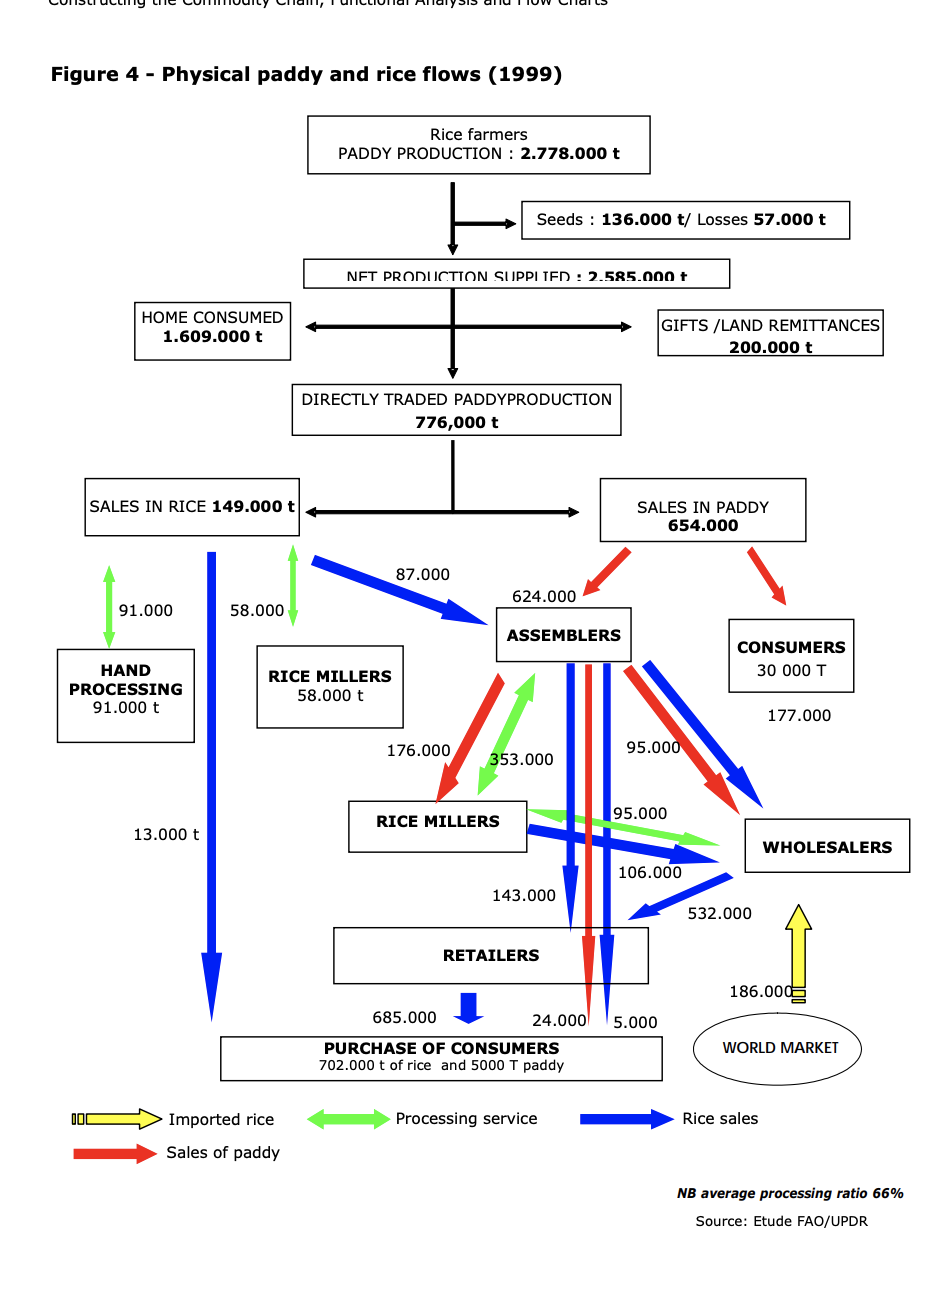 Constructing the Commodity Chain, Functional Analysis and Flow Charts
Figure 4 - Physical paddy and rice flows (1999)
Rice farmers
PADDY PRODUCTION : 2.778.000 t
Seeds : 136.000 t/ Losses 57.000 t
NET PRODUCTION SUPPLIED : 2.585.000 t
HOME CONSUMED
1.609.000 t
GIFTS /LAND REMITTANCES
200.000 t
DIRECTLY TRADED PADDYPRODUCTION
776,000 t
SALES IN RICE 149.000 t
SALES IN PADDY
654.000
87.000
624.000
91.000
58.000
ASSEMBLERS
CONSUMERS
30 000 T
HAND
PROCESSING
91.000 t
RICE MILLERS
58.000 t
177.000
176.000
353.000
95.000
RICE MILLERS
95.000
13.000 t
WHOLESALERS
106.000
143.000
532.000
RETAILERS
186.000
685.000
24.000
5.000
PURCHASE OF CONSUMERS
702.000 t of rice and 5000 T paddy
WORLD MARKET
Imported rice
Processing service
Rice sales
Sales of paddy
NB average processing ratio 66%
Source: Etude FAO/UPDR